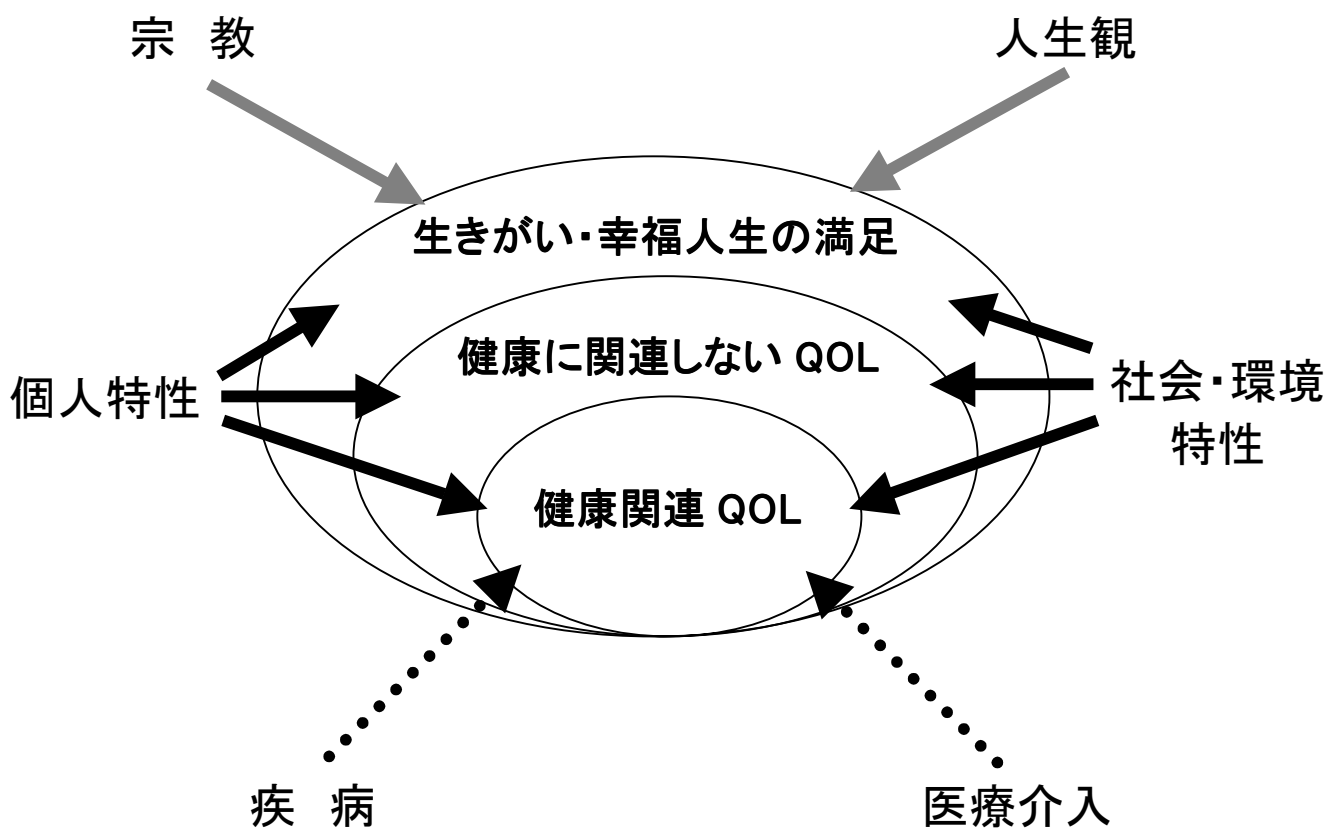 宗　教
人生観
生きがい・幸福人生の満足
健康に関連しない QOL
個人特性
社会・環境
特性
健康関連 QOL
疾　病
医療介入